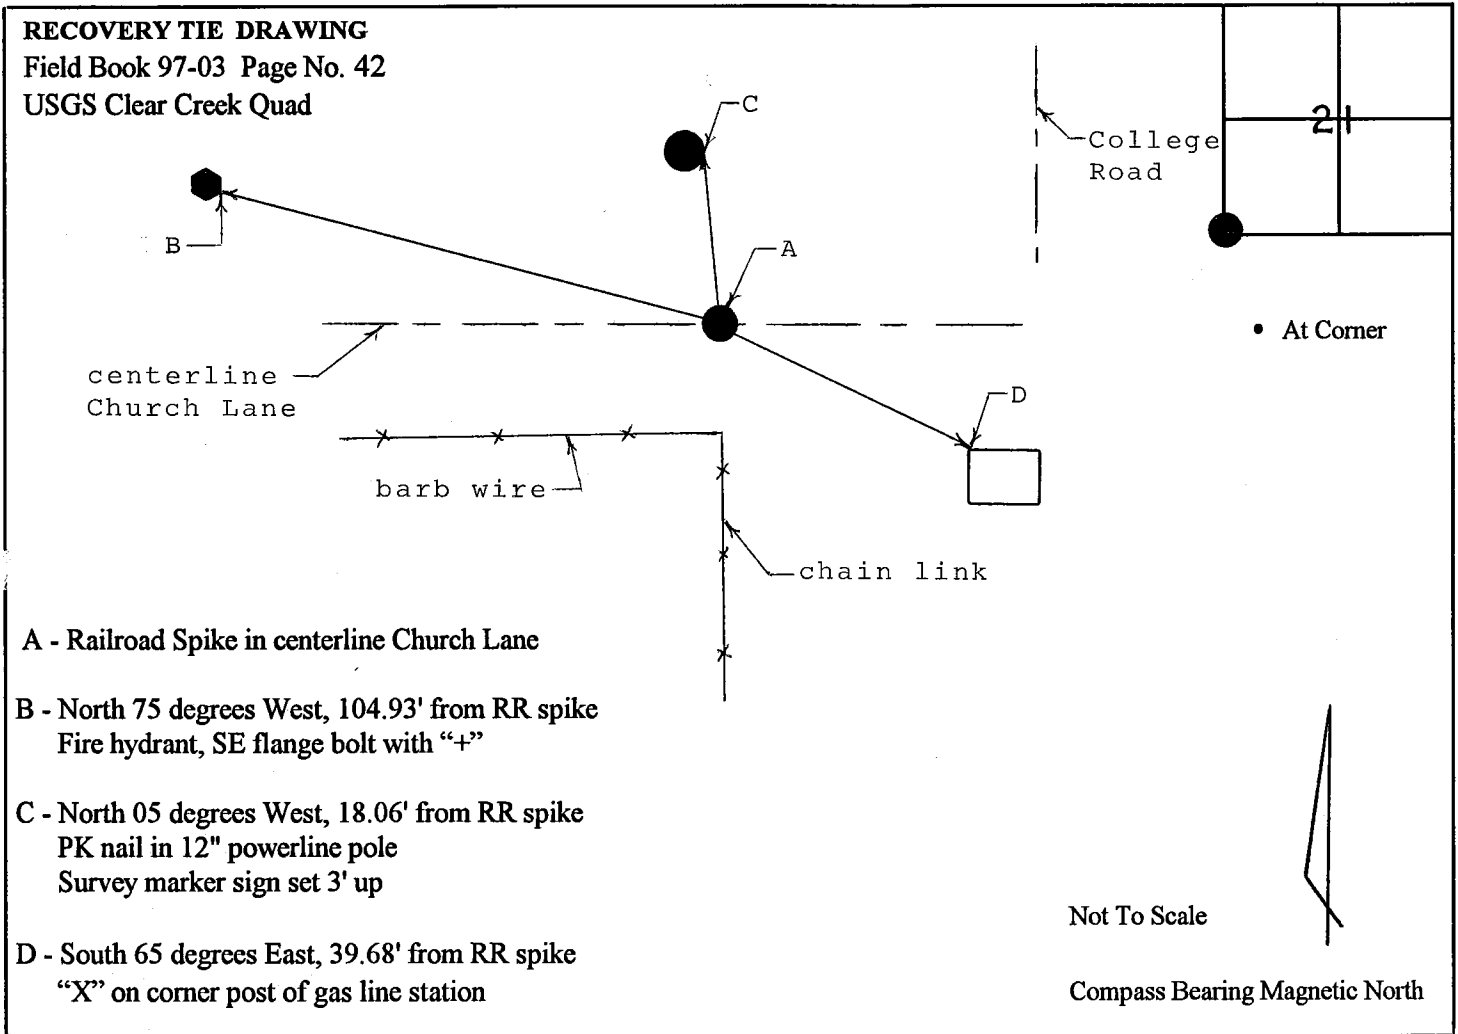 RECOVERY TIE DRAWING
Field Book 97-03 Page No. 42
USGS Clear Creek Quad
C
College
Road
21
B
A
At Corner
centerline
Church Lane
D
barb wire
chain link
A - Railroad Spike in centerline Church Lane
B - North 75 degrees West, 104.93' from RR spike
Fire hydrant, SE flange bolt with “+”
C - North 05 degrees West, 18.06' from RR spike
PK nail in 12" powerline pole
Survey marker sign set 3' up
D - South 65 degrees East, 39.68' from RR spike
“X” on corner post of gas line station
Not To Scale
Compass Bearing Magnetic North